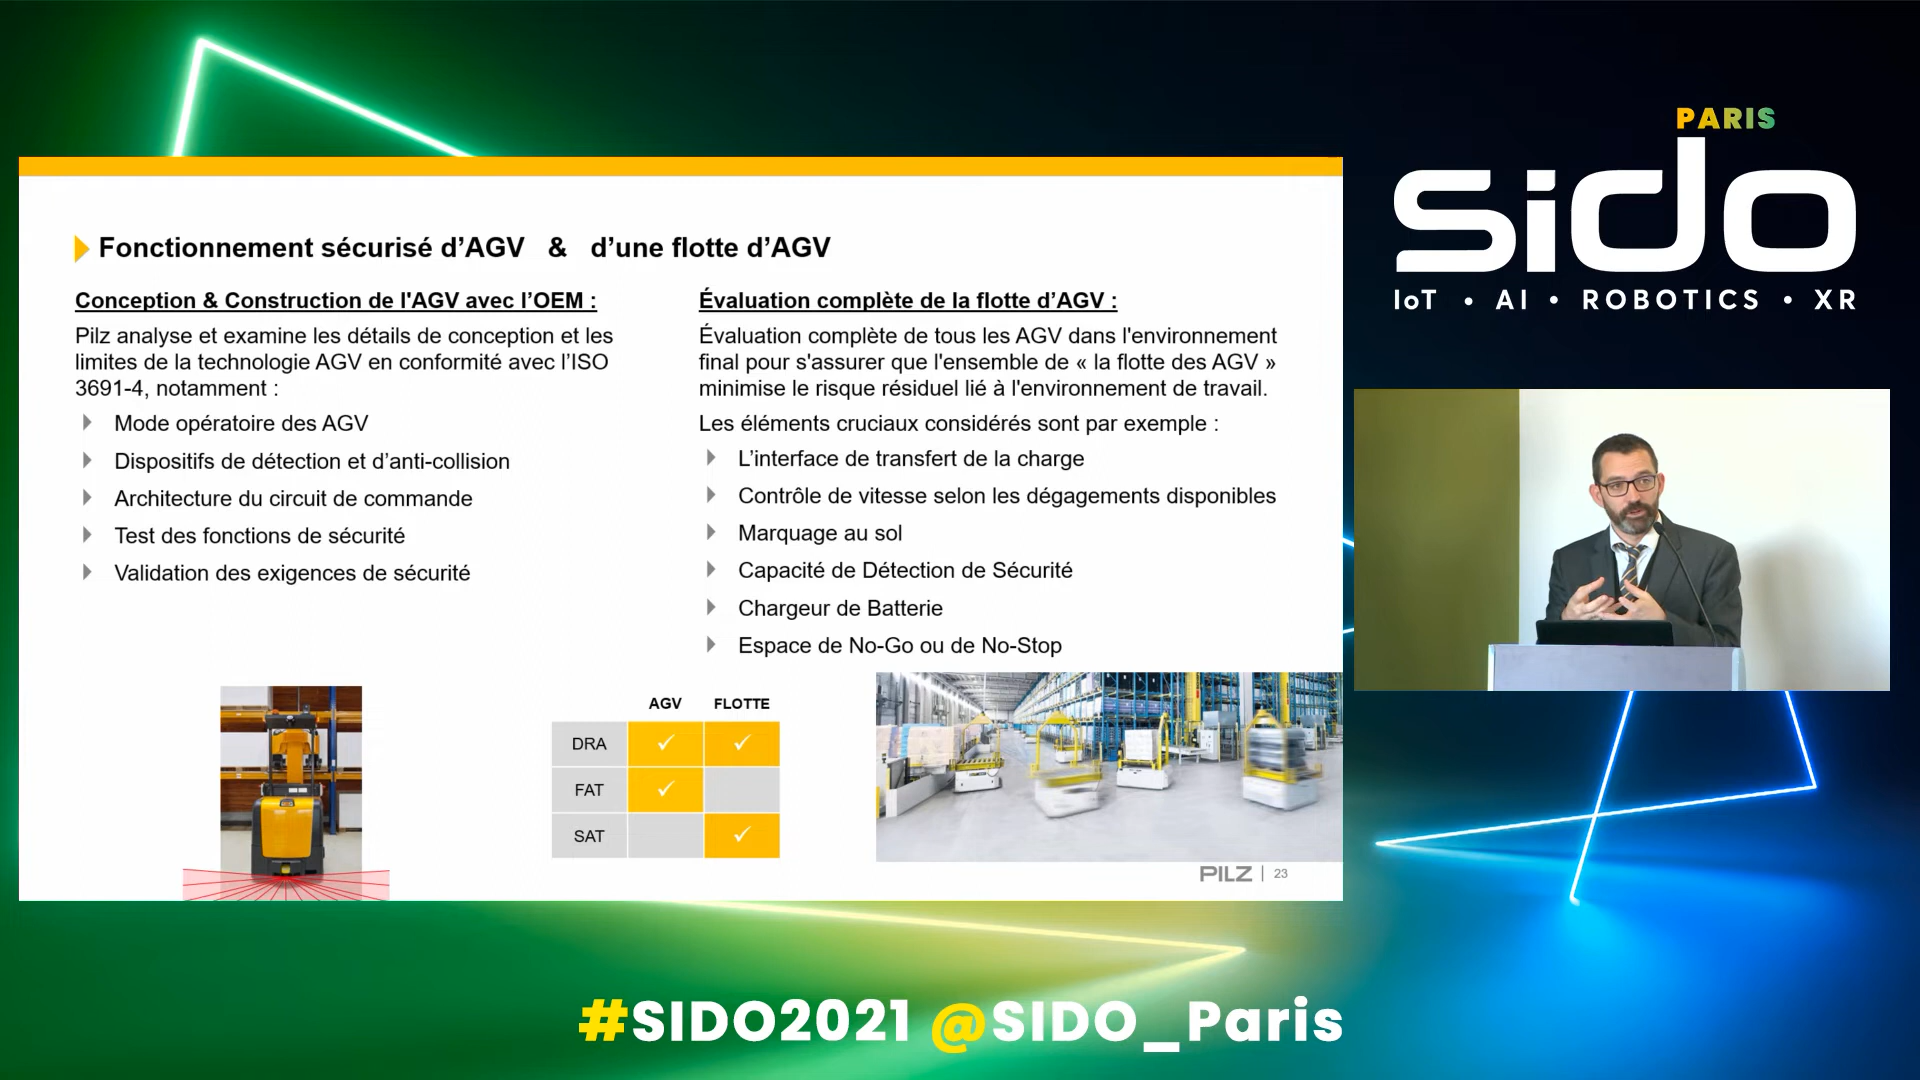 PARIS
sido
IoT • AI • ROBOTICS • XR
Fonctionnement sécurisé d’AGV & d’une flotte d’AGV
Conception & Construction de l'AGV avec l’OEM :
Pilz analyse et examine les détails de conception et les
limites de la technologie AGV en conformité avec l’ISO
3691-4, notamment :
Mode opératoire des AGV
Dispositifs de détection et d’anti-collision
Architecture du circuit de commande
Test des fonctions de sécurité
Validation des exigences de sécurité
Évaluation complète de la flotte d’AGV :
Évaluation complète de tous les AGV dans l'environnement
final pour s'assurer que l'ensemble de « la flotte des AGV »
minimise le risque résiduel lié à l'environnement de travail.
Les éléments cruciaux considérés sont par exemple :
L’interface de transfert de la charge
Contrôle de vitesse selon les dégagements disponibles
Marquage au sol
Capacité de Détection de Sécurité
Chargeur de Batterie
Espace de No-Go ou de No-Stop
AGV FLOTTE
DRA ✓ ✓
FAT ✓
SAT ✓
PILZ | 23
#SIDO2021 @SIDO_Paris